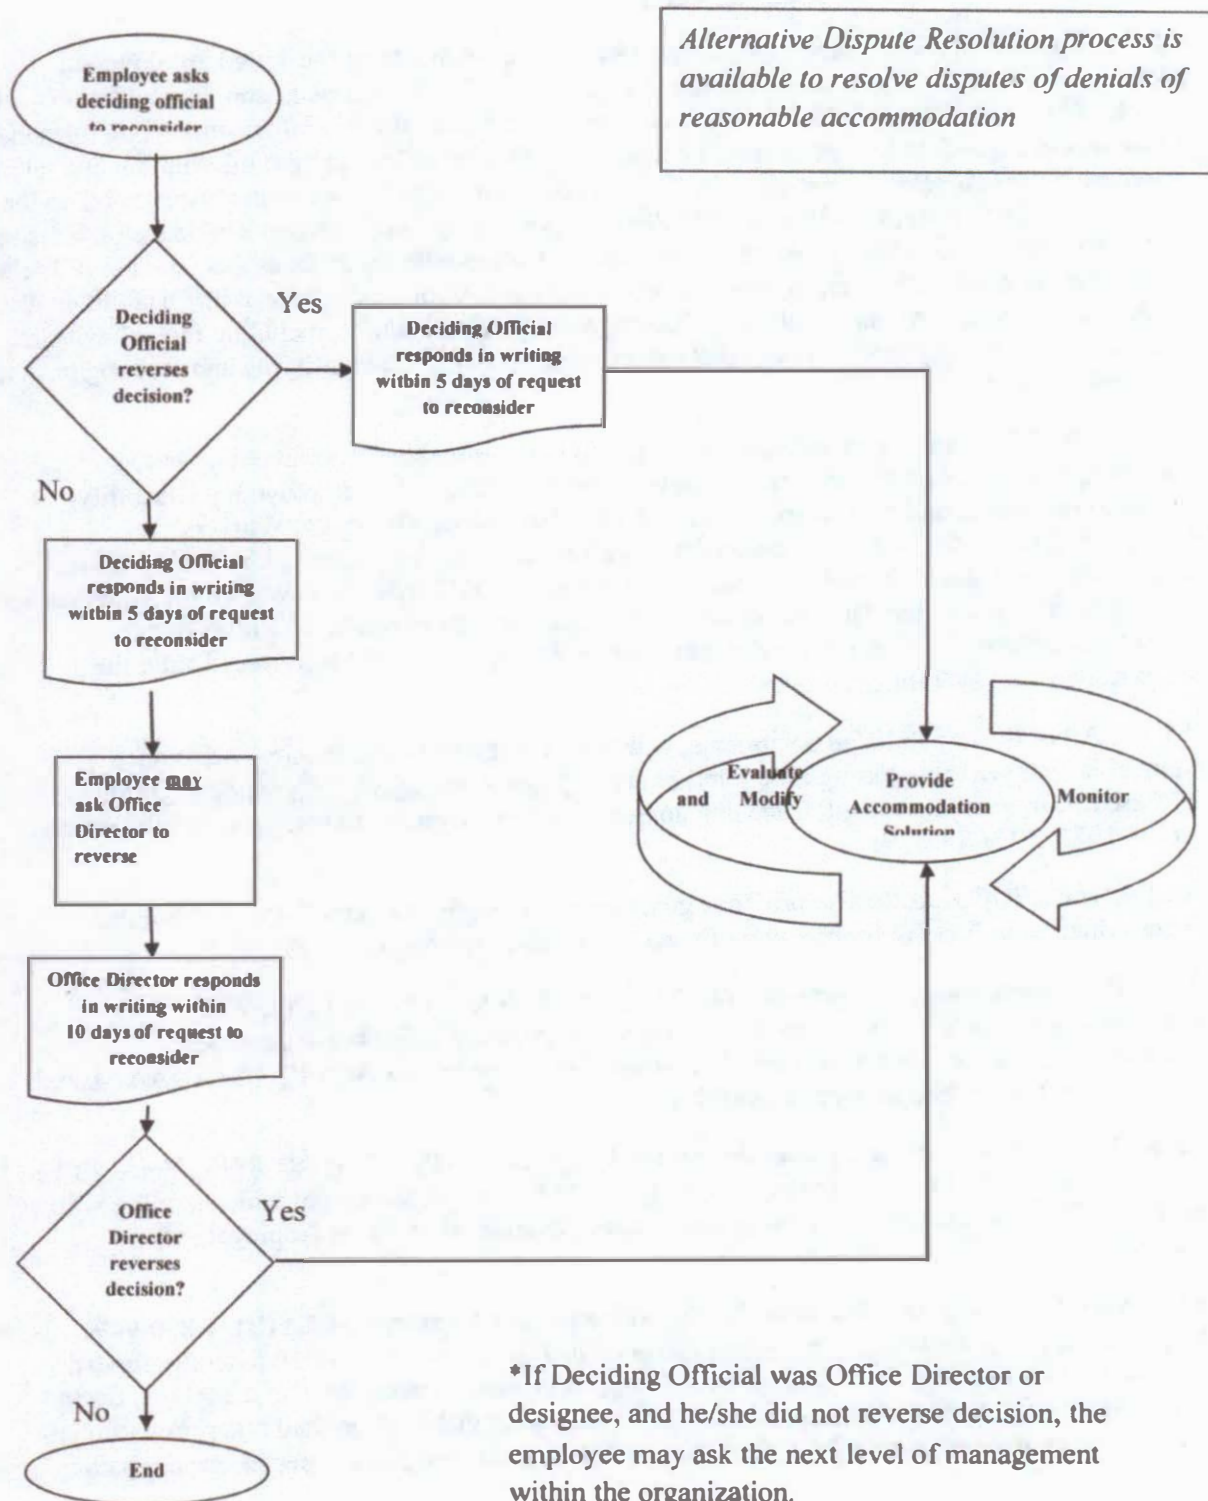 Alternative Dispute Resolution process is
available to resolve disputes of denials of
reasonable accommodation
Employee asks
deciding official
to reconsider
Deciding
Official
reverses
decision?
Yes
Deciding Official
responds in writing
within 5 days of request
to reconsider
No
Deciding Official
responds in writing
within 5 days of request
to reconsider
Employee may
ask Office
Director to
reverse
Evaluate
and Modify
Provide
Accommodation
Solution
Monitor
Office Director responds
in writing within
10 days of request to
reconsider
Office
Director
reverses
decision?
Yes
No
End
*If Deciding Official was Office Director or
designee, and he/she did not reverse decision, the
employee may ask the next level of management
within the organization.